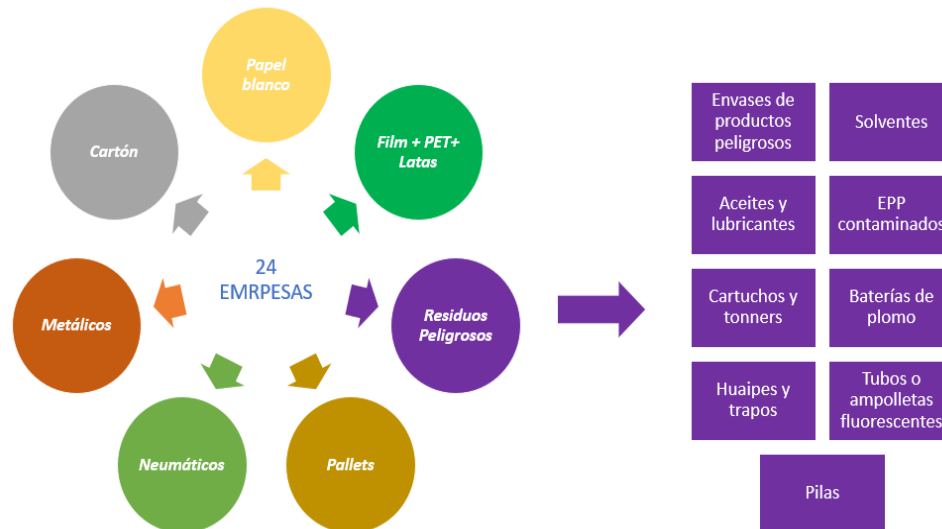 Papel
blanco
Cartón
Film + PET+
Latas
24
EMRPESAS
Metálicos
Residuos
Peligrosos
Neumáticos
Pallets
Envases de
productos
peligrosos
Solventes
Aceites y
lubricantes
EPP
contaminados
Cartuchos y
tonners
Baterías de
plomo
Huaipes y
trapos
Tubos o
ampolletas
fluorescentes
Pilas